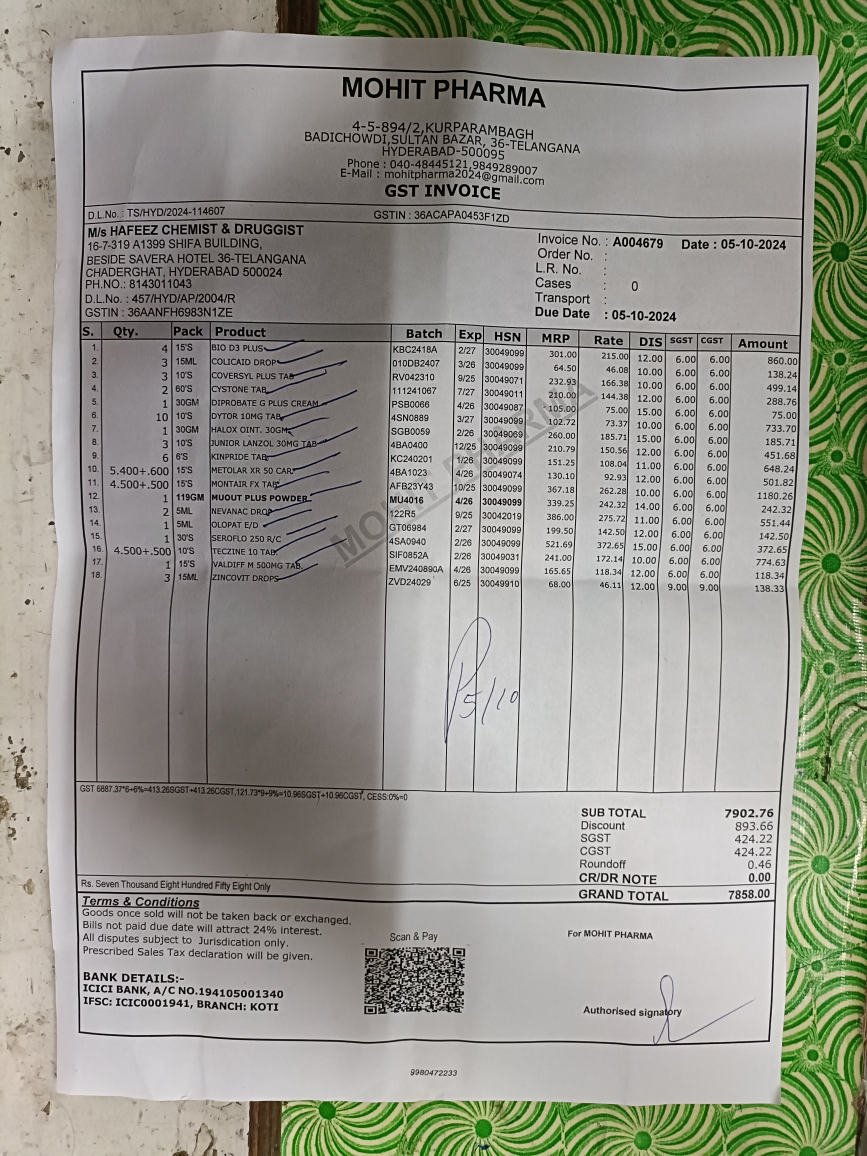 MOHIT PHARMA
4-5-894/2,KURPARAMBAGH
BADICHOWDI,SULTAN BAZAR, 36-TELANGANA
HYDERABAD-500095
Phone : 040-48445121,9849289007
E-Mail : mohitpharma2024@gmail.com
GST INVOICE
D.L.No. : TS/HYD/2024-114607 GSTIN : 36ACAPA0453F1ZD
M/s HAFEEZ CHEMIST & DRUGGIST
16-7-319 A1399 SHIFA BUILDING,
BESIDE SAVERA HOTEL 36-TELANGANA
CHADERGHAT, HYDERABAD 500024
PH.NO.: 8143011043
D.L.No. : 457/HYD/AP/2004/R
GSTIN : 36AANFH6983N1ZE
Invoice No. : A004679 Date : 05-10-2024
Order No. :
L.R. No. :
Cases : 0
Transport :
Due Date : 05-10-2024
S. Qty. Pack Product Batch Exp HSN MRP Rate DIS SGST CGST Amount
1. 4 15'S BIO D3 PLUS KBC2418A 2/27 30049099 301.00 215.00 12.00 6.00 6.00 860.00
2. 3 15ML COLICAID DROP 010DB2407 3/26 30049099 64.50 46.08 10.00 6.00 6.00 138.24
3. 3 10'S COVERSYL PLUS TAB RV042310 9/25 30049071 232.93 166.38 10.00 6.00 6.00 499.14
4. 2 60'S CYSTONE TAB 111241067 7/27 30049011 210.00 144.38 12.00 6.00 6.00 288.76
5. 1 30GM DIPROBATE G PLUS CREAM PSB0066 4/26 30049087 105.00 75.00 15.00 6.00 6.00 75.00
6. 10 10'S DYTOR 10MG TAB 4SN0889 3/27 30049099 102.72 73.37 10.00 6.00 6.00 733.70
7. 1 30GM HALOX OINT. 30GM SGB0059 2/26 30049069 260.00 185.71 15.00 6.00 6.00 185.71
8. 3 10'S JUNIOR LANZOL 30MG TAB 4BA0400 12/25 30049099 210.79 150.56 12.00 6.00 6.00 451.68
9. 6 6'S KINPRIDE TAB KC240201 1/26 30049099 151.25 108.04 11.00 6.00 6.00 648.24
10. 5.400+.600 15'S METOLAR XR 50 CAP 4BA1023 4/26 30049074 130.10 92.93 12.00 6.00 6.00 501.82
11. 4.500+.500 15'S MONTAIR FX TAB AFB23Y43 10/25 30049099 367.18 262.28 10.00 6.00 6.00 1180.26
12. 1 119GM MUOUT PLUS POWDER MU4016 4/26 30049099 339.25 242.32 14.00 6.00 6.00 242.32
13. 2 5ML NEVANAC DROP 122R5 9/25 30042019 386.00 275.72 11.00 6.00 6.00 551.44
14. 1 5ML OLOPAT E/D GT06984 2/27 30049099 199.50 142.50 12.00 6.00 6.00 142.50
15. 1 30'S SEROFLO 250 R/C 4SA0940 2/26 30049099 521.69 372.65 15.00 6.00 6.00 372.65
16. 4.500+.500 10'S TECZINE 10 TAB SIF0852A 2/26 30049031 241.00 172.14 10.00 6.00 6.00 774.63
17. 1 15'S VALDIFF M 500MG TAB EMV240890A 4/26 30049099 165.65 118.34 12.00 6.00 6.00 118.34
18. 3 15ML ZINCOVIT DROPS ZVD24029 6/25 30049910 68.00 46.11 12.00 9.00 9.00 138.33
MOHIT PHARMA
5/10
GST 6887.37*6+6%=413.26SGST+413.26CGST,121.73*9+9%=10.96SGST+10.96CGST, CESS:0%=0
SUB TOTAL 7902.76
Discount 893.66
SGST 424.22
CGST 424.22
Roundoff 0.46
CR/DR NOTE 0.00
GRAND TOTAL 7858.00
Rs. Seven Thousand Eight Hundred Fifty Eight Only
Terms & Conditions
Goods once sold will not be taken back or exchanged.
Bills not paid due date will attract 24% interest.
All disputes subject to Jurisdication only.
Prescribed Sales Tax declaration will be given.
BANK DETAILS:-
ICICI BANK, A/C NO.194105001340
IFSC: ICIC0001941, BRANCH: KOTI
Scan & Pay
For MOHIT PHARMA
Authorised signatory
9980472233